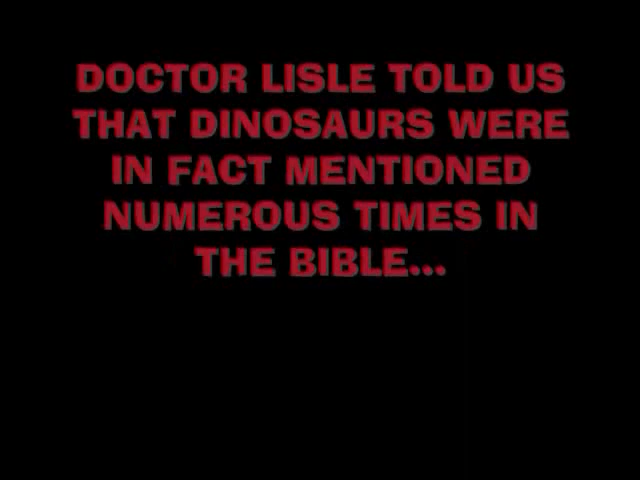 DOCTOR LISLE TOLD US
THAT DINOSAURS WERE
IN FACT MENTIONED
NUMEROUS TIMES IN
THE BIBLE...